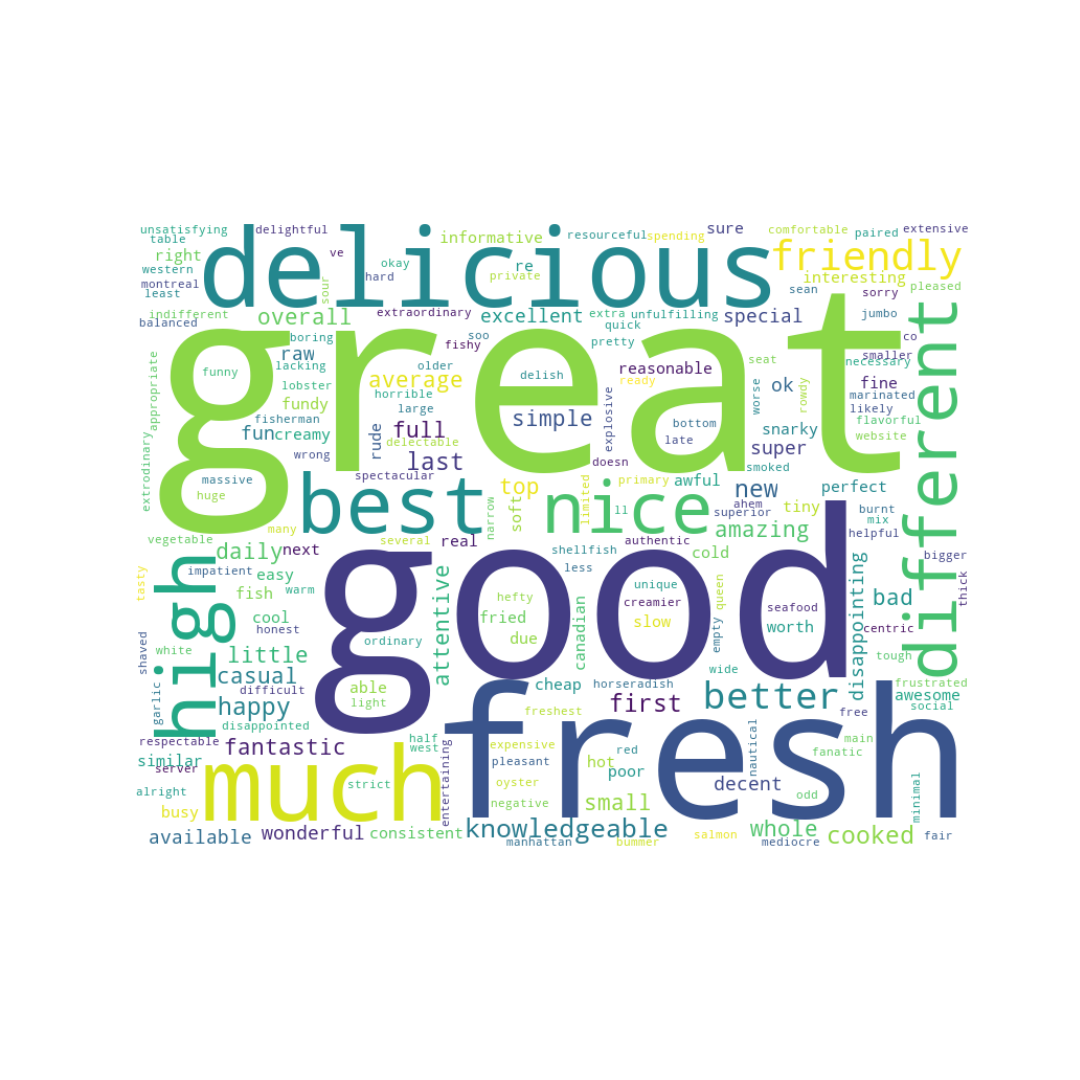 unsatisfying
delightful
delicious
informative
resourceful
spending
sure
comfortable
paired
extensive
table
right
ve
okay
re
friendly
western
hard
private
interesting
pleased
montreal
least
sour
sean
sorry
indifferent
overall
extraordinary
excellent
extra
unfulfilling
special
jumbo
different
balanced
quick
great
boring
soo
pretty
co
raw
fishy
smaller
lacking
older
reasonable
seat
necessary
funny
average
delish
ready
ok
fine
lobster
horrible
worse
rowdy
marinated
appropriate
fundy
large
simple
explosive
likely
fisherman
full
bottom
snarky
flavorful
fun
creamy
rude
delectable
late
super
website
wrong
last
doesn
smoked
extrodinary
massive
spectacular
top
primary
awful
new
perfect
huge
best
soft
nice
limited
ll
superior
ahem
tiny
burnt
many
narrow
amazing
mix
helpful
vegetable
several
real
authentic
daily
next
shellfish
cold
bigger
high
good
tasty
impatient
easy
less
disappointing
thick
fish
warm
attentive
hefty
unique
queen
bad
white
cool
fried
creamier
seafood
honest
slow
worth
centric
shaved
ordinary
due
canadian
empty
little
wide
tough
casual
able
cheap
horseradish
frustrated
difficult
light
first
better
awesome
garlic
happy
freshest
free
social
disappointed
fresh
respectable
fantastic
half
expensive
red
nautical
main
similar
west
pleasant
hot
fanatic
server
much
entertaining
oyster
poor
decent
minimal
alright
strict
negative
small
odd
busy
available
wonderful
consistent
knowledgeable
whole
cooked
manhattan
bummer
salmon
mediocre
fair